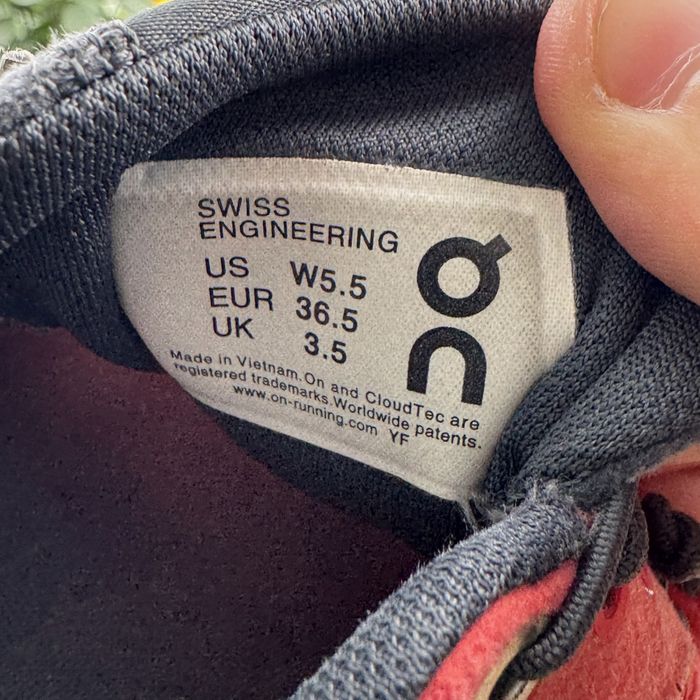 SWISS
ENGINEERING
US W5.5
EUR 36.5
UK 3.5
On
Made in Vietnam.On and CloudTec are
registered trademarks.Worldwide patents.
www.on-running.com YF